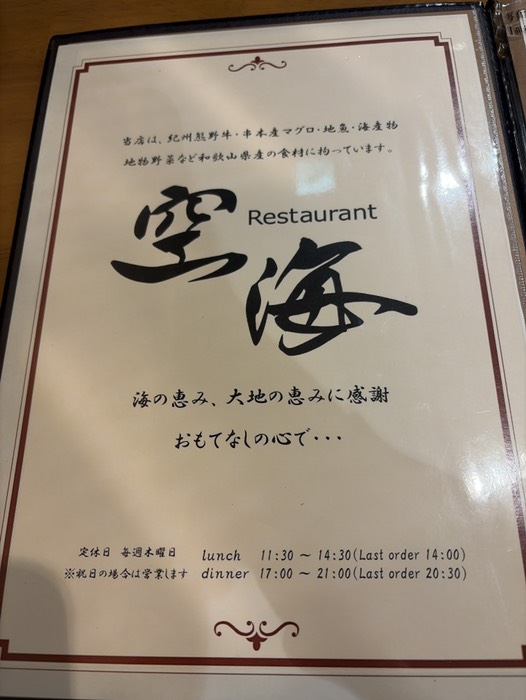 当店は、紀州熊野牛・串本産マグロ・地魚・海産物
地物野菜など和歌山県産の食材に拘っています。
空海
Restaurant
海の恵み、大地の恵みに感謝
おもてなしの心で・・・
定休日 毎週木曜日 lunch 11:30 ～ 14:30(Last order 14:00)
※祝日の場合は営業します dinner 17:00 ～ 21:00(Last order 20:30)